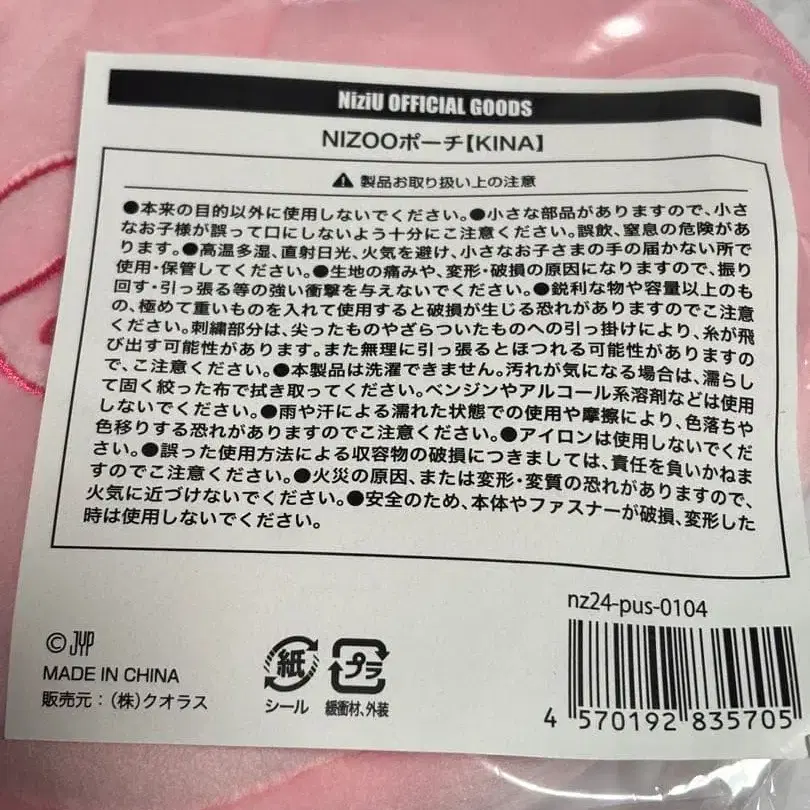 NiziU OFFICIAL GOODS
NIZOOポーチ【KINA】
⚠ 製品お取り扱い上の注意
●本来の目的以外に使用しないでください。●小さな部品がありますので、小さ
なお子様が誤って口にしないよう十分にご注意ください。誤飲、窒息の危険があ
ります。●高温多湿、直射日光、火気を避け、小さなお子さまの手の届かない所で
使用・保管してください。●生地の痛みや、変形・破損の原因になりますので、振り
回す・引っ張る等の強い衝撃を与えないでください。●鋭利な物や容量以上のも
の、極めて重いものを入れて使用すると破損が生じる恐れがありますのでご注意
ください。刺繍部分は、尖ったものやざらついたものへの引っ掛けにより、糸が飛
び出す可能性があります。また無理に引っ張るとほつれる可能性がありますの
で、ご注意ください。●本製品は洗濯できません。汚れが気になる場合は、濡らし
て固く絞った布で拭き取ってください。ベンジンやアルコール系溶剤などは使用
しないでください。●雨や汗による濡れた状態での使用や摩擦により、色落ちや
色移りする恐れがありますのでご注意ください。●アイロンは使用しないでくだ
さい。●誤った使用方法による収容物の破損につきましては、責任を負いかねま
すのでご注意ください。●火災の原因、または変形・変質の恐れがありますので、
火気に近づけないでください。●安全のため、本体やファスナーが破損、変形した
時は使用しないでください。
nz24-pus-0104
© JYP
MADE IN CHINA
販売元：（株）クオラス
紙
シール
プラ
緩衝材、外装
4 570192 835705